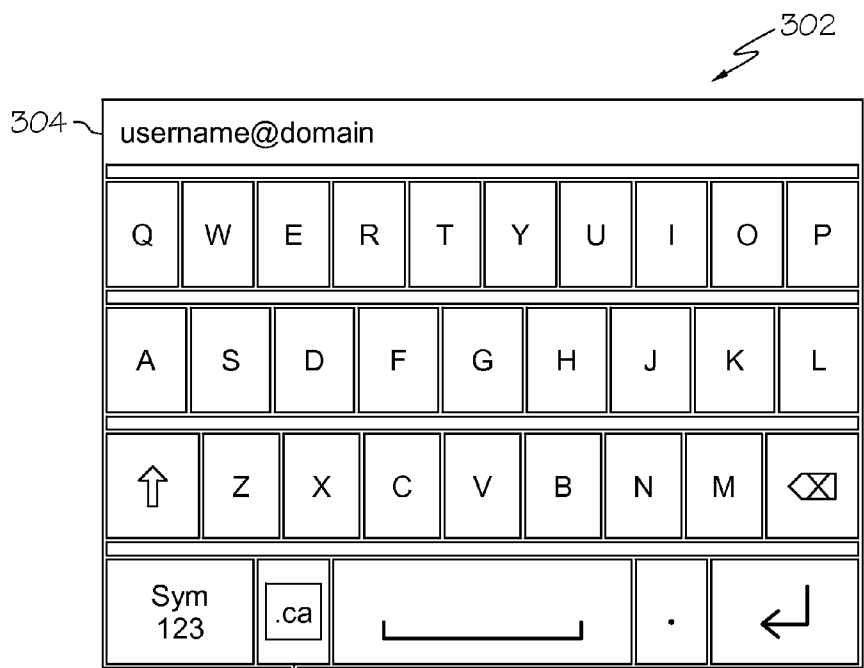 302
304
username@domain
Q W E R T Y U I O P
A S D F G H J K L
Z X C V B N M
Sym
123
.ca
.